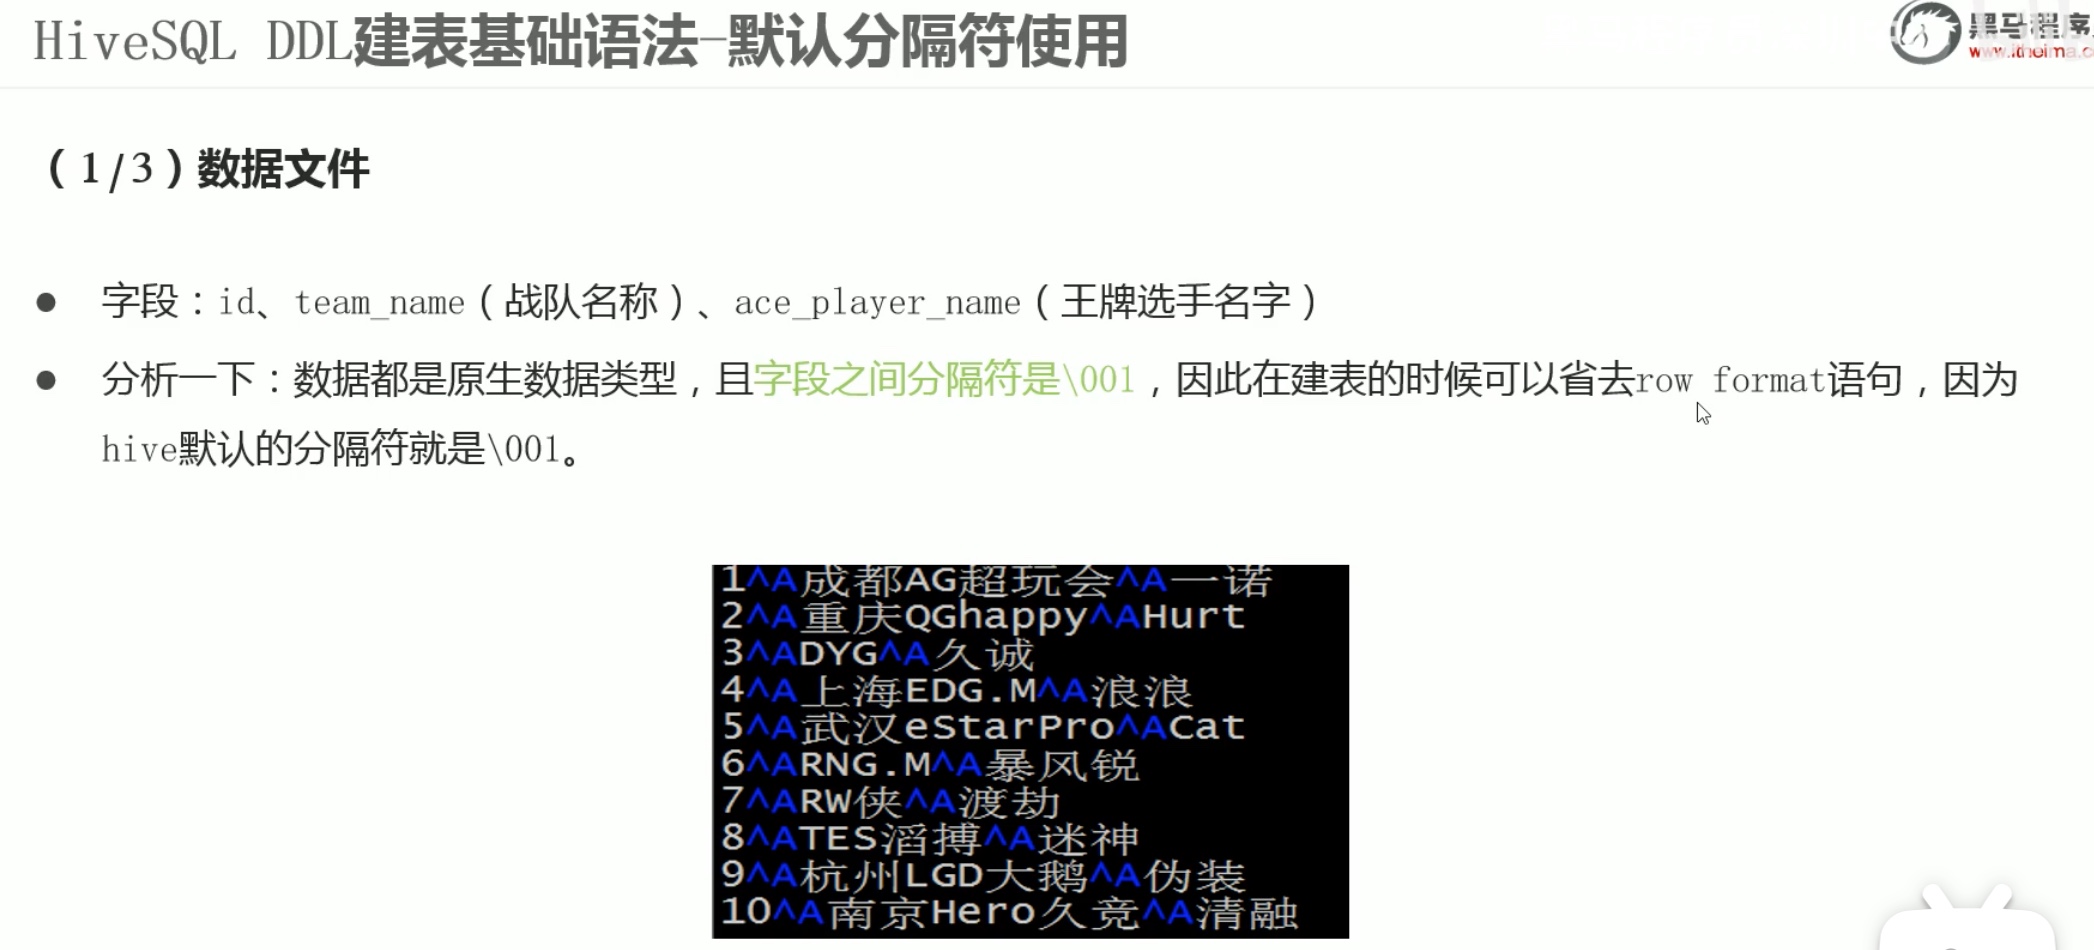 HiveSQL DDL建表基础语法-默认分隔符使用
黑马程序
www.itheima.c
（1/3）数据文件
● 字段：id、team_name（战队名称）、ace_player_name（王牌选手名字）
● 分析一下：数据都是原生数据类型，且字段之间分隔符是\001，因此在建表的时候可以省去row format语句，因为
hive默认的分隔符就是\001。
1^A成都AG超玩会^A一诺
2^A重庆QGhappy^AHurt
3^ADYG^A久诚
4^A上海EDG.M^A浪浪
5^A武汉eStarPro^ACat
6^ARNG.M^A暴风锐
7^ARW侠^A渡劫
8^ATES滔搏^A迷神
9^A杭州LGD大鹅^A伪装
10^A南京Hero久竞^A清融